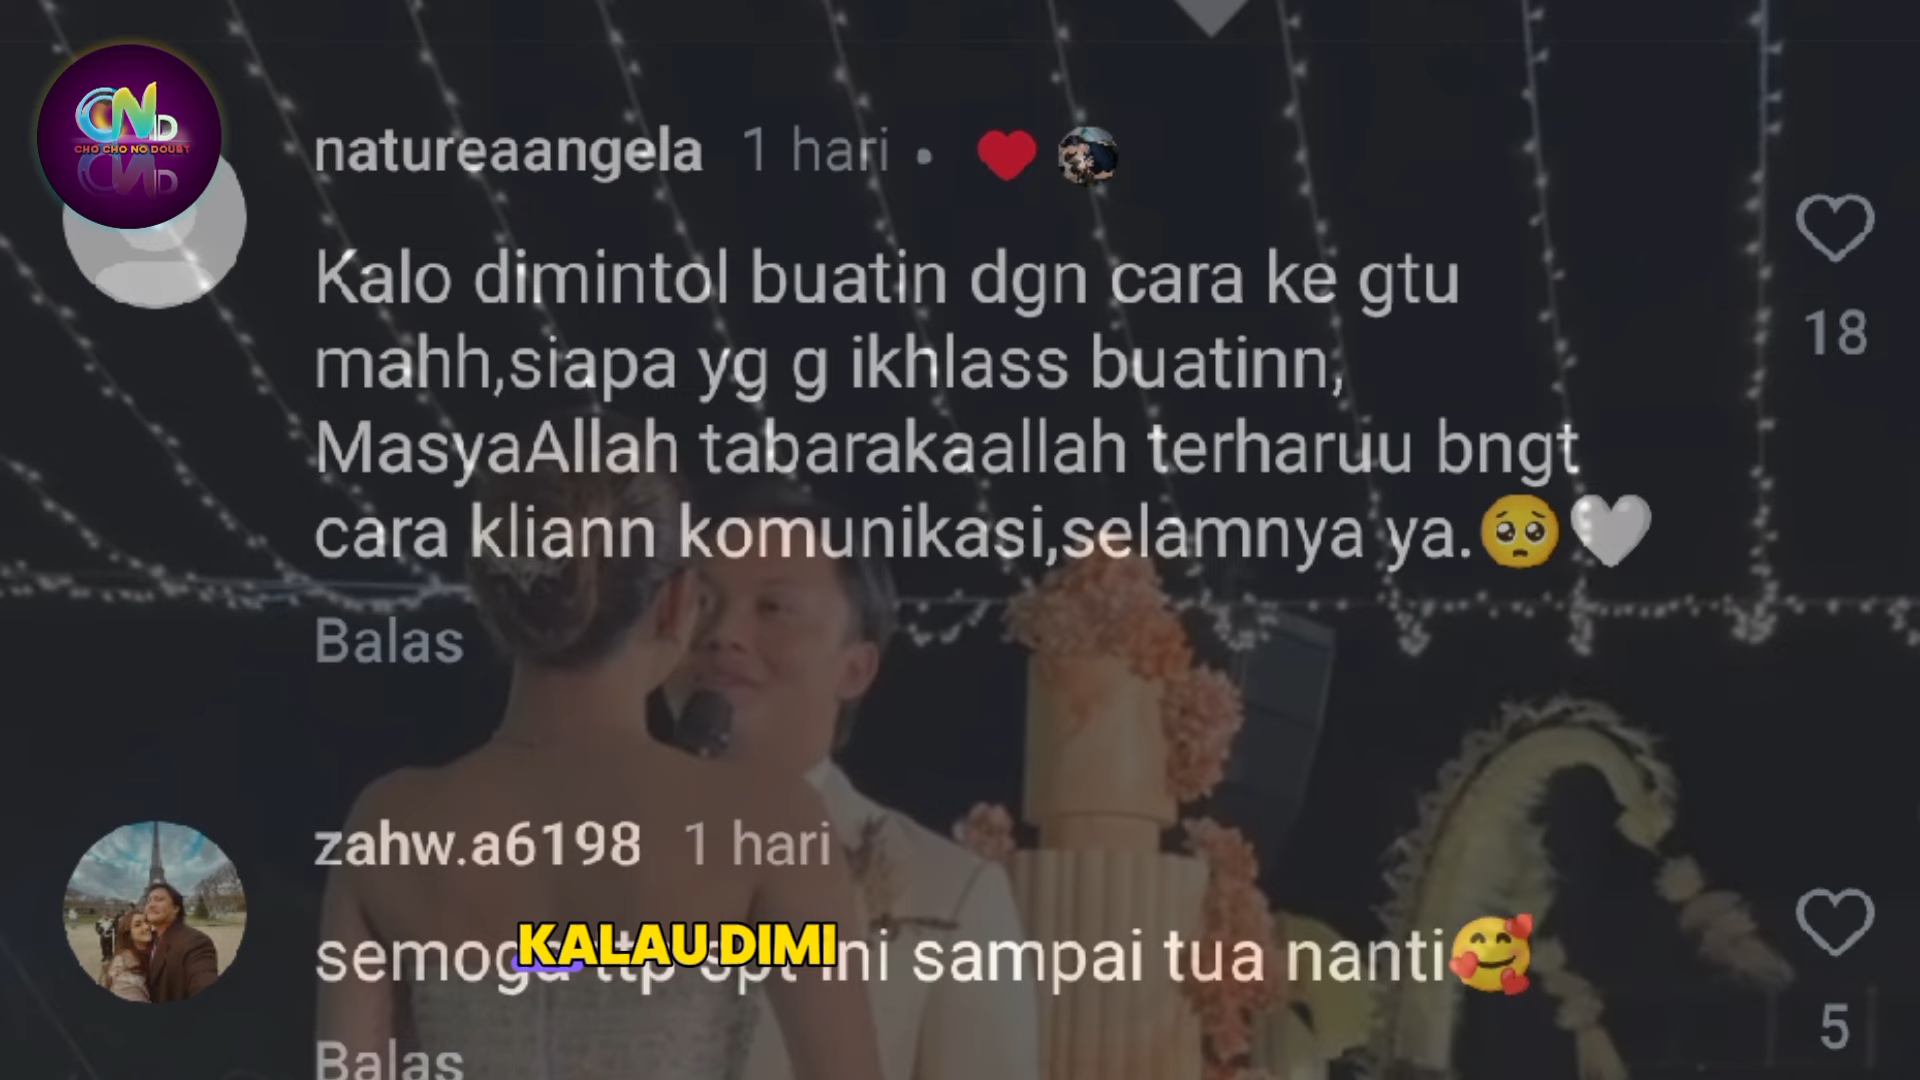 CN.D
CHO CHO NO DOUBT
natureaangela 1 hari •
Kalo dimintol buatin dgn cara ke gtu
mahh,siapa yg g ikhlass buatinn,
MasyaAllah tabarakaallah terharuu bngt
cara kliann komunikasi,selamnya ya.🥺🤍
18
Balas
zahw.a6198 1 hari
semoga ttp spt ini sampai tua nanti🥰
KALAU DIMI
5
Balas